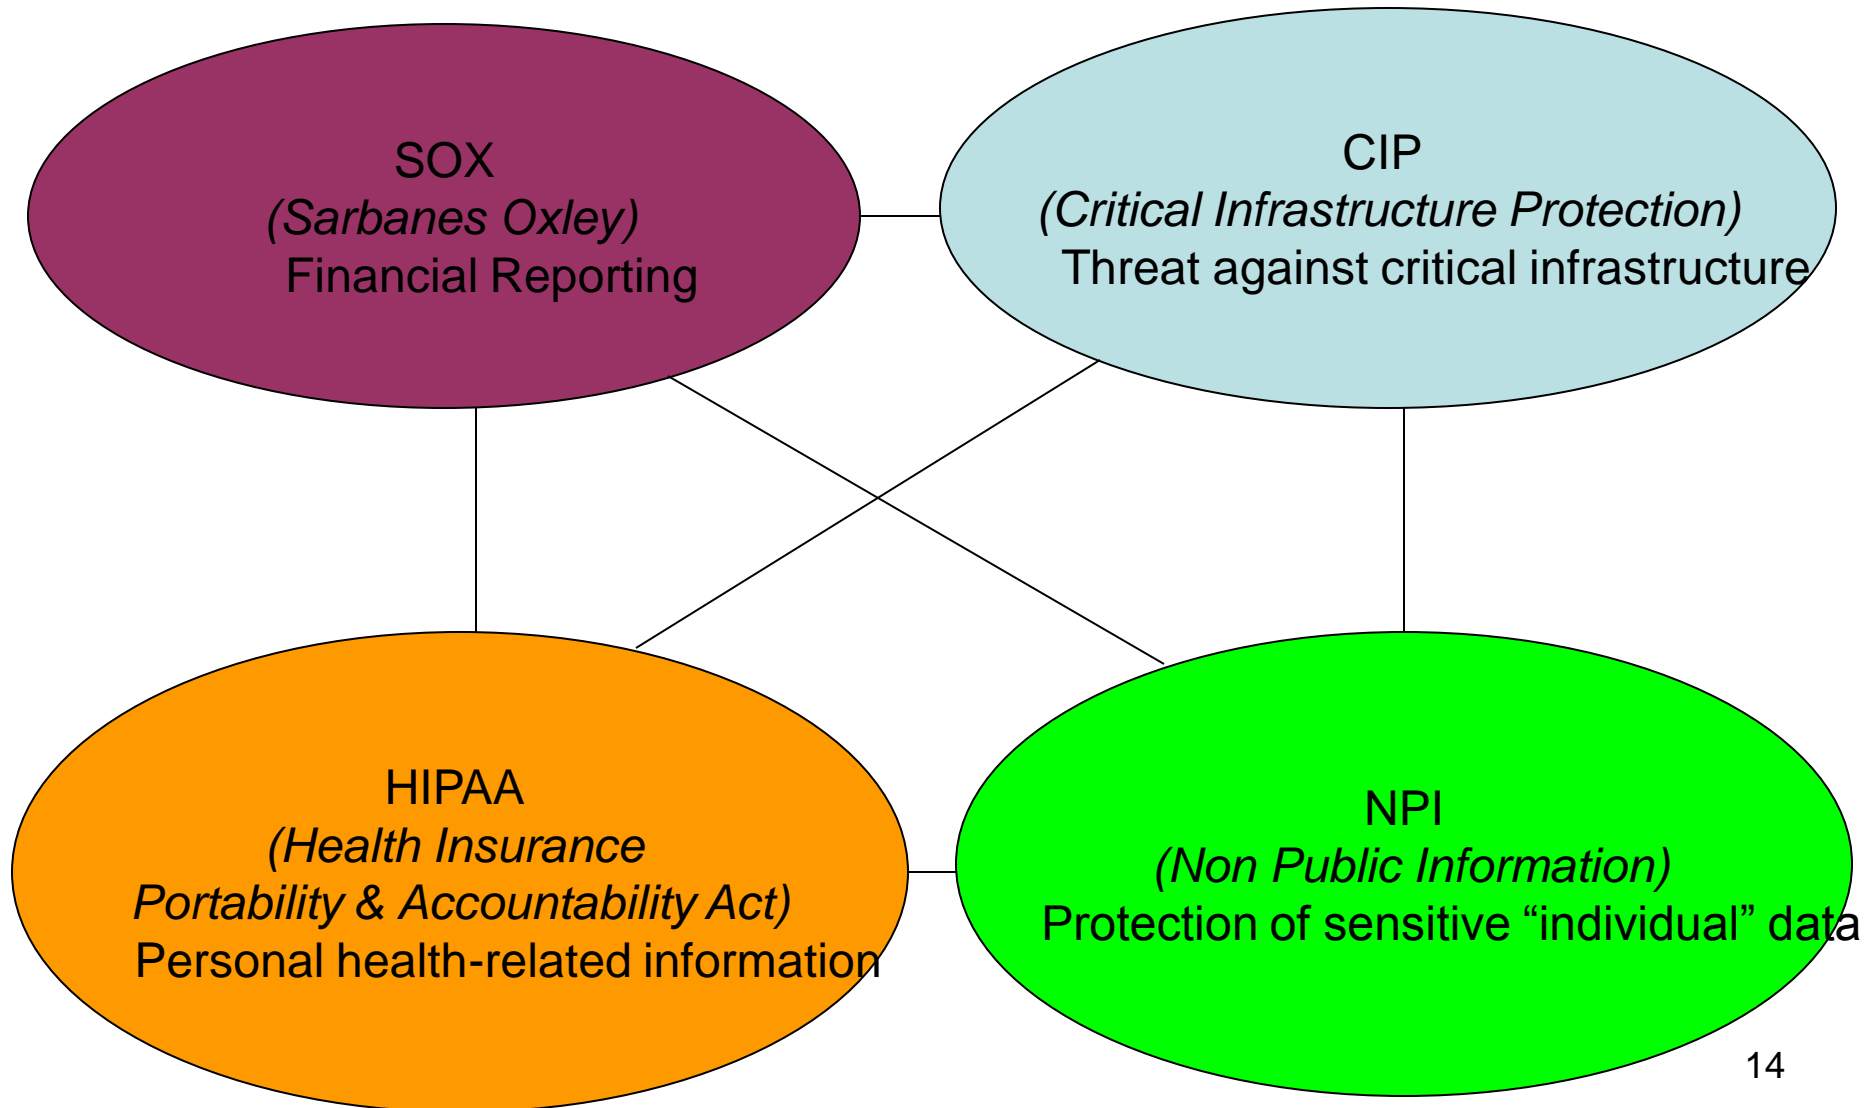 SOX
(Sarbanes Oxley)
Financial Reporting
CIP
(Critical Infrastructure Protection)
Threat against critical infrastructure
HIPAA
(Health Insurance
Portability & Accountability Act)
Personal health-related information
NPI
(Non Public Information)
Protection of sensitive “individual” data
14